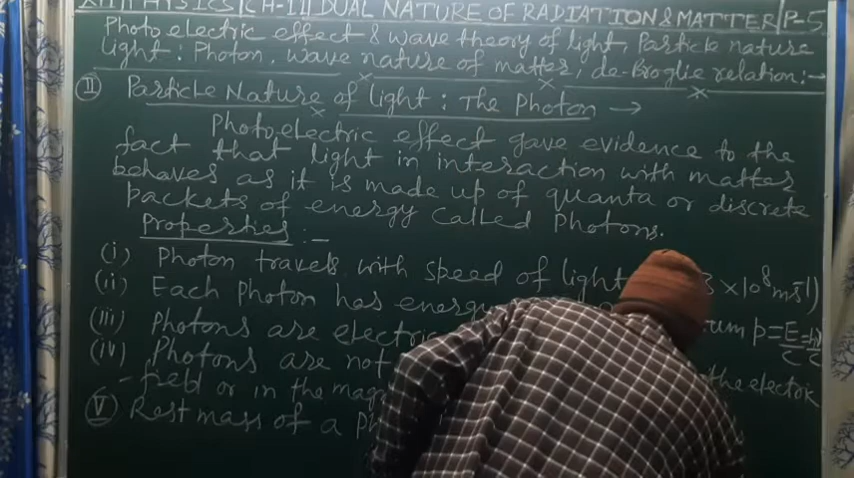 XII PHYSICS | CH-11 | DUAL NATURE OF RADIATION & MATTER | P-5
Photo electric effect & wave theory of light, Particle nature
light : Photon, wave nature of matter, de-Broglie relation:→
II Particle Nature of light : The Photon →
Photoelectric effect gave evidence to the
fact that light in interaction with matter
behaves as it is made up of quanta or discrete
packets of energy called Photons.
Properties :-
(i) Photon travels with speed of light 3 × 10⁸ ms⁻¹)
(ii) Each photon has energy
(iii) Photons are p = E/C =
(iv) Photons are not the electric
field or in the
(V) Rest mass of a